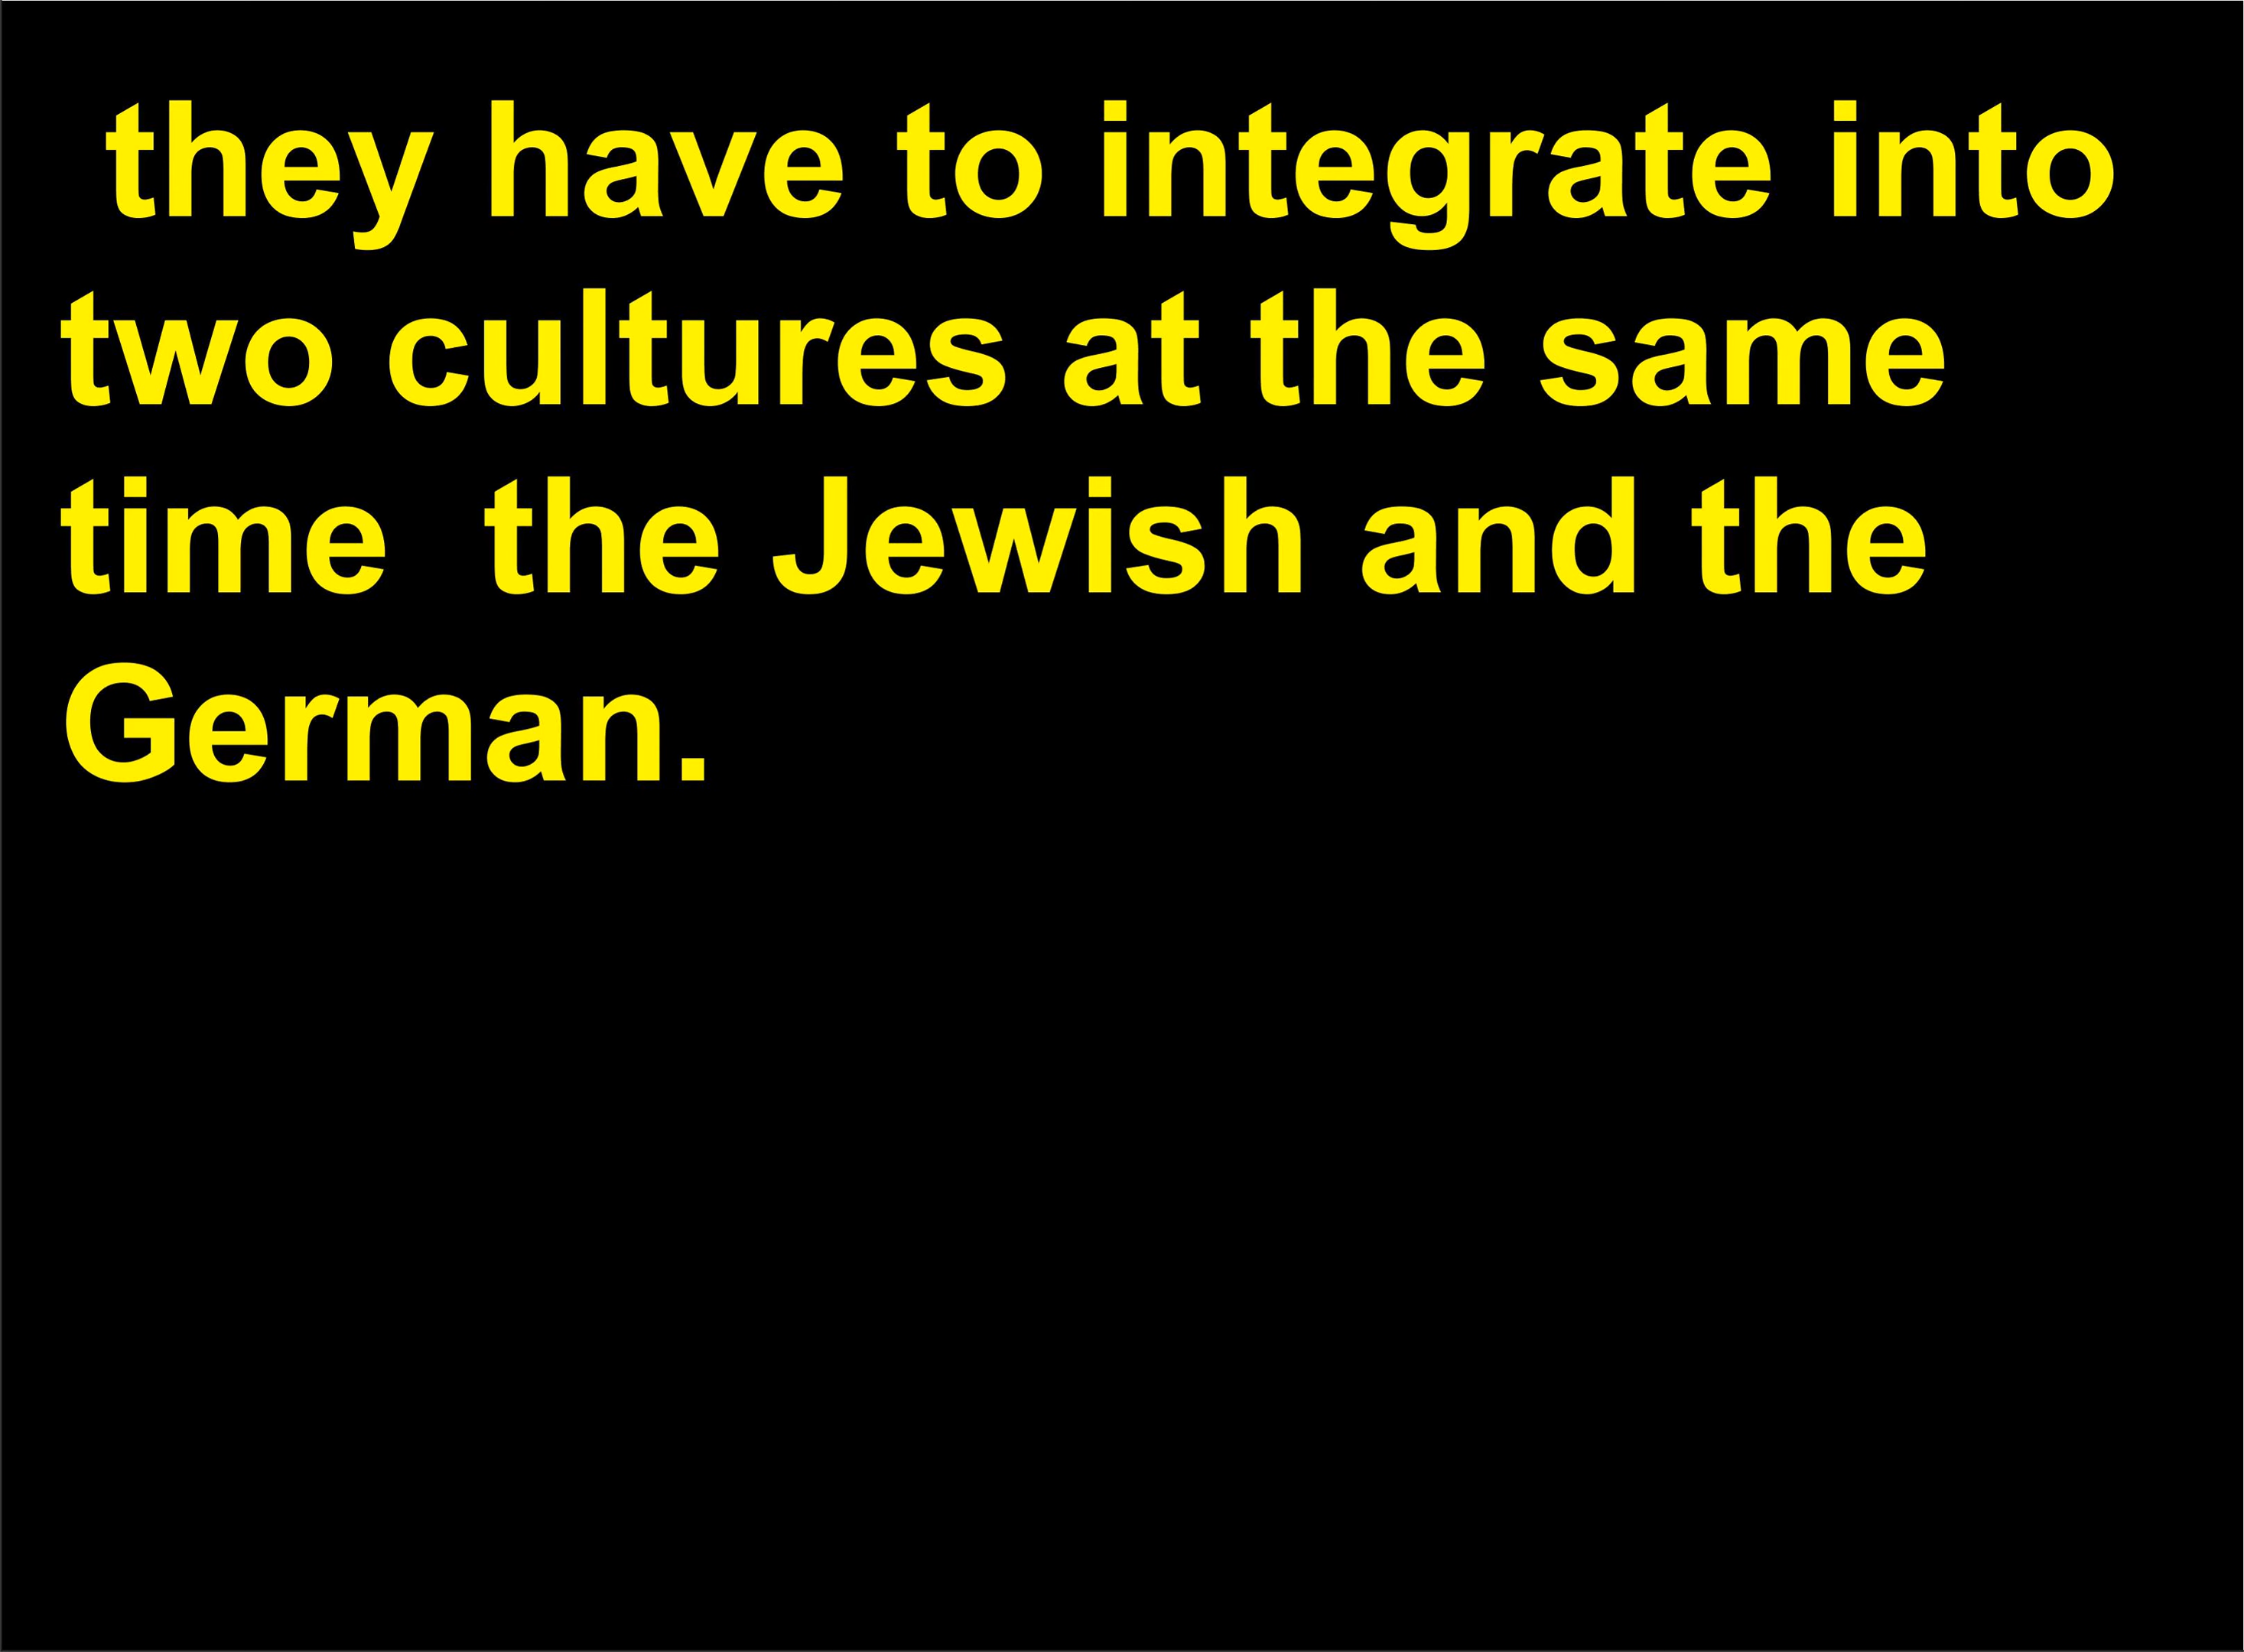 they have to integrate into
two cultures at the same
time  the Jewish and the
German.